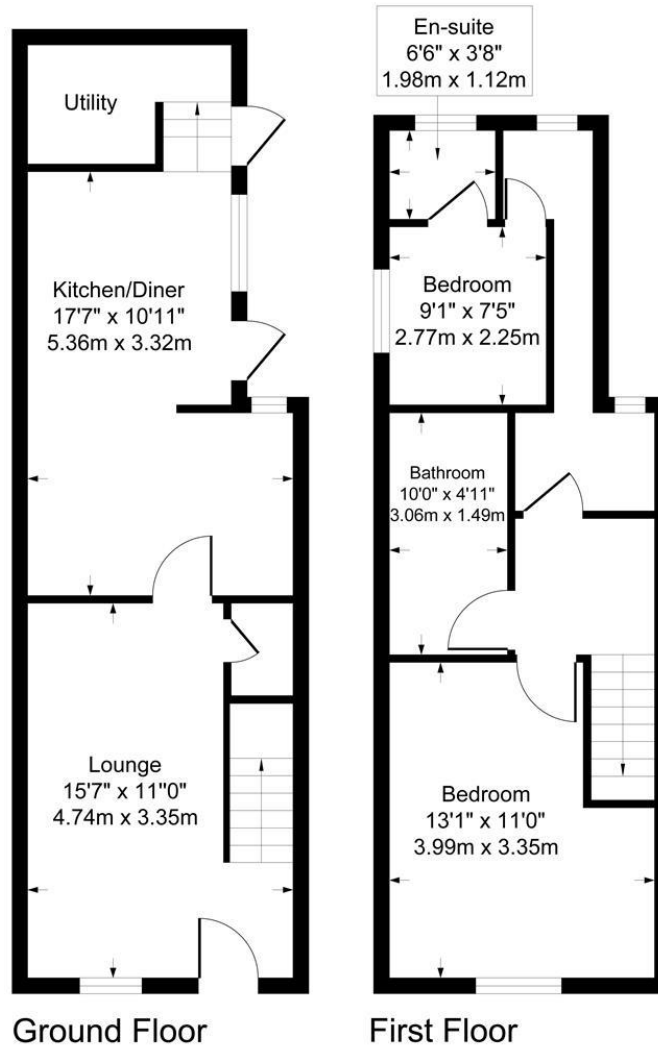 En-suite
6'6" x 3'8"
1.98m x 1.12m
Utility
Kitchen/Diner
17'7" x 10'11"
5.36m x 3.32m
Bedroom
9'1" x 7'5"
2.77m x 2.25m
Bathroom
10'0" x 4'11"
3.06m x 1.49m
Lounge
15'7" x 11"0"
4.74m x 3.35m
Bedroom
13'1" x 11'0"
3.99m x 3.35m
Ground Floor
First Floor